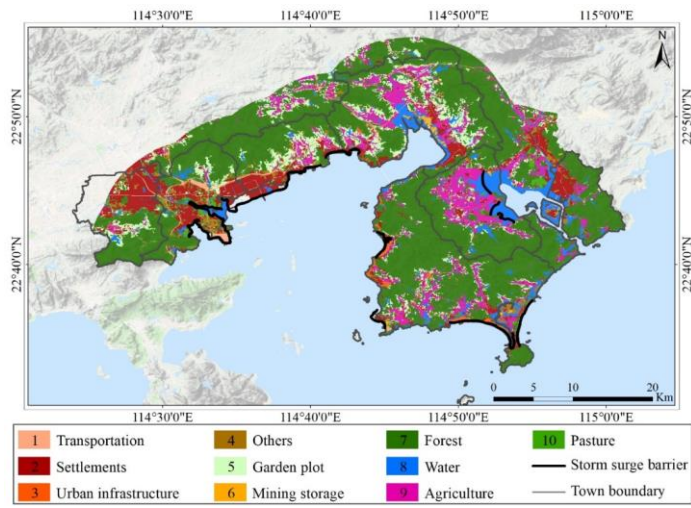 114°30'0"E 114°40'0"E 114°50'0"E 115°0'0"E
N
22°50'0"N 22°50'0"N
22°40'0"N 22°40'0"N
0 5 10 20
Km
114°30'0"E 114°40'0"E 114°50'0"E 115°0'0"E
1 Transportation 4 Others 7 Forest 10 Pasture
2 Settlements 5 Garden plot 8 Water Storm surge barrier
3 Urban infrastructure 6 Mining storage 9 Agriculture Town boundary